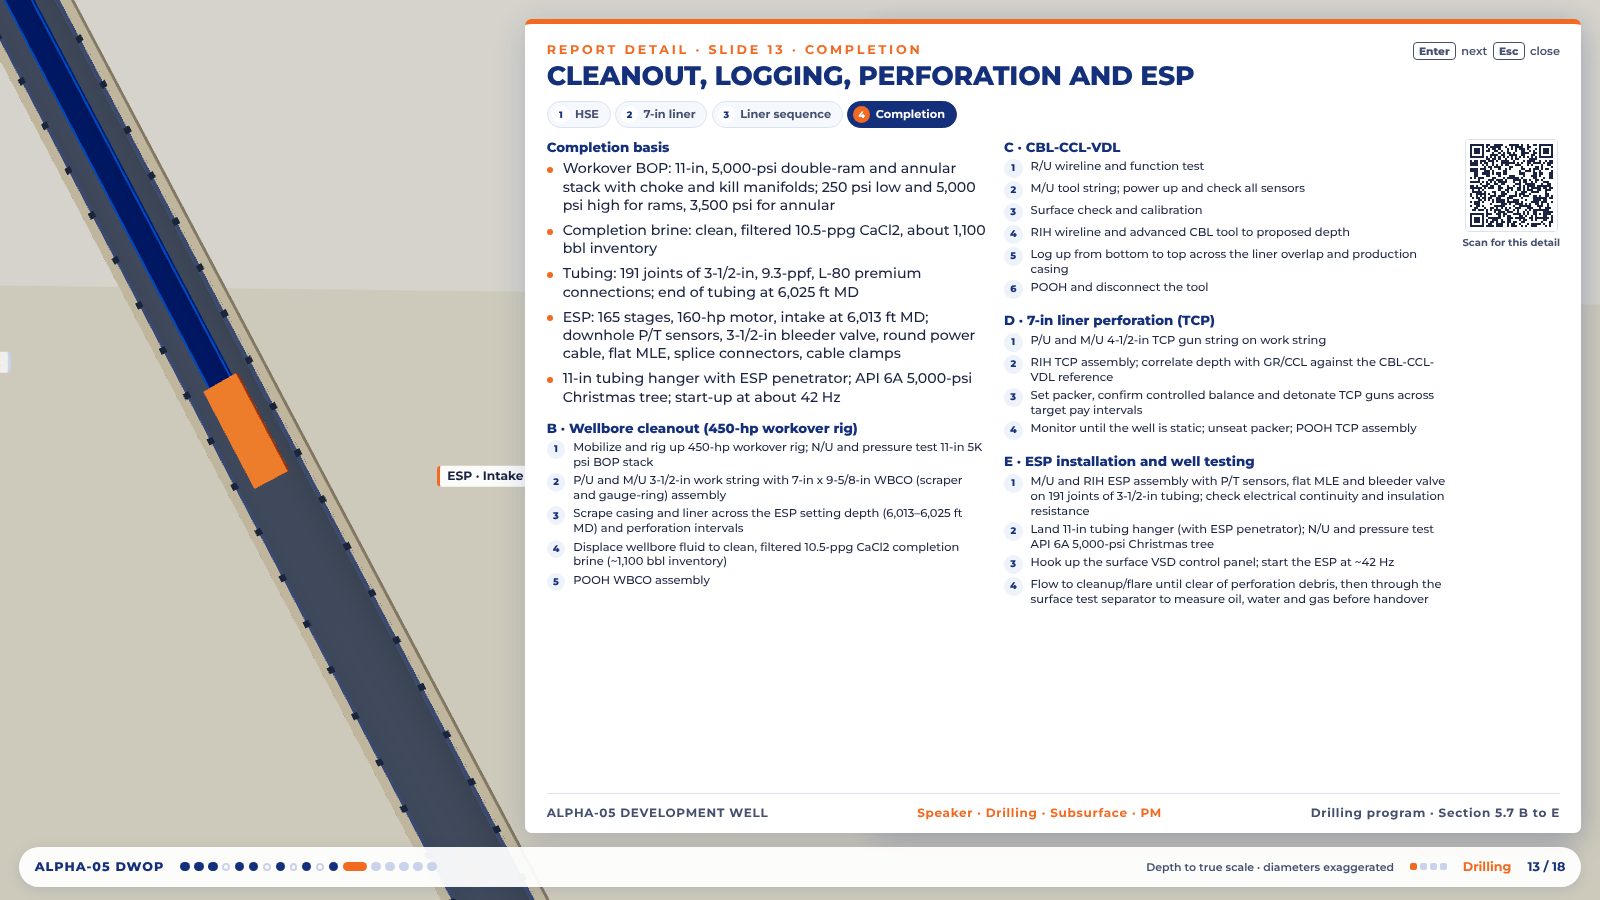 REPORT DETAIL · SLIDE 13 · COMPLETION
Enter next Esc close
CLEANOUT, LOGGING, PERFORATION AND ESP
1 HSE
2 7-in liner
3 Liner sequence
4 Completion
Completion basis
Workover BOP: 11-in, 5,000-psi double-ram and annular
stack with choke and kill manifolds; 250 psi low and 5,000
psi high for rams, 3,500 psi for annular
Completion brine: clean, filtered 10.5-ppg CaCl2, about 1,100
bbl inventory
Tubing: 191 joints of 3-1/2-in, 9.3-ppf, L-80 premium
connections; end of tubing at 6,025 ft MD
ESP: 165 stages, 160-hp motor, intake at 6,013 ft MD;
downhole P/T sensors, 3-1/2-in bleeder valve, round power
cable, flat MLE, splice connectors, cable clamps
11-in tubing hanger with ESP penetrator; API 6A 5,000-psi
Christmas tree; start-up at about 42 Hz
B · Wellbore cleanout (450-hp workover rig)
1 Mobilize and rig up 450-hp workover rig; N/U and pressure test 11-in 5K
psi BOP stack
2 P/U and M/U 3-1/2-in work string with 7-in x 9-5/8-in WBCO (scraper
and gauge-ring) assembly
3 Scrape casing and liner across the ESP setting depth (6,013–6,025 ft
MD) and perforation intervals
4 Displace wellbore fluid to clean, filtered 10.5-ppg CaCl2 completion
brine (~1,100 bbl inventory)
5 POOH WBCO assembly
C · CBL-CCL-VDL
1 R/U wireline and function test
2 M/U tool string; power up and check all sensors
3 Surface check and calibration
4 RIH wireline and advanced CBL tool to proposed depth
5 Log up from bottom to top across the liner overlap and production
casing
6 POOH and disconnect the tool
D · 7-in liner perforation (TCP)
1 P/U and M/U 4-1/2-in TCP gun string on work string
2 RIH TCP assembly; correlate depth with GR/CCL against the CBL-CCL-
VDL reference
3 Set packer, confirm controlled balance and detonate TCP guns across
target pay intervals
4 Monitor until the well is static; unseat packer; POOH TCP assembly
E · ESP installation and well testing
1 M/U and RIH ESP assembly with P/T sensors, flat MLE and bleeder valve
on 191 joints of 3-1/2-in tubing; check electrical continuity and insulation
resistance
2 Land 11-in tubing hanger (with ESP penetrator); N/U and pressure test
API 6A 5,000-psi Christmas tree
3 Hook up the surface VSD control panel; start the ESP at ~42 Hz
4 Flow to cleanup/flare until clear of perforation debris, then through the
surface test separator to measure oil, water and gas before handover
Scan for this detail
ESP · Intake
ALPHA-05 DEVELOPMENT WELL
Speaker · Drilling · Subsurface · PM
Drilling program · Section 5.7 B to E
ALPHA-05 DWOP
Depth to true scale · diameters exaggerated
Drilling
13 / 18